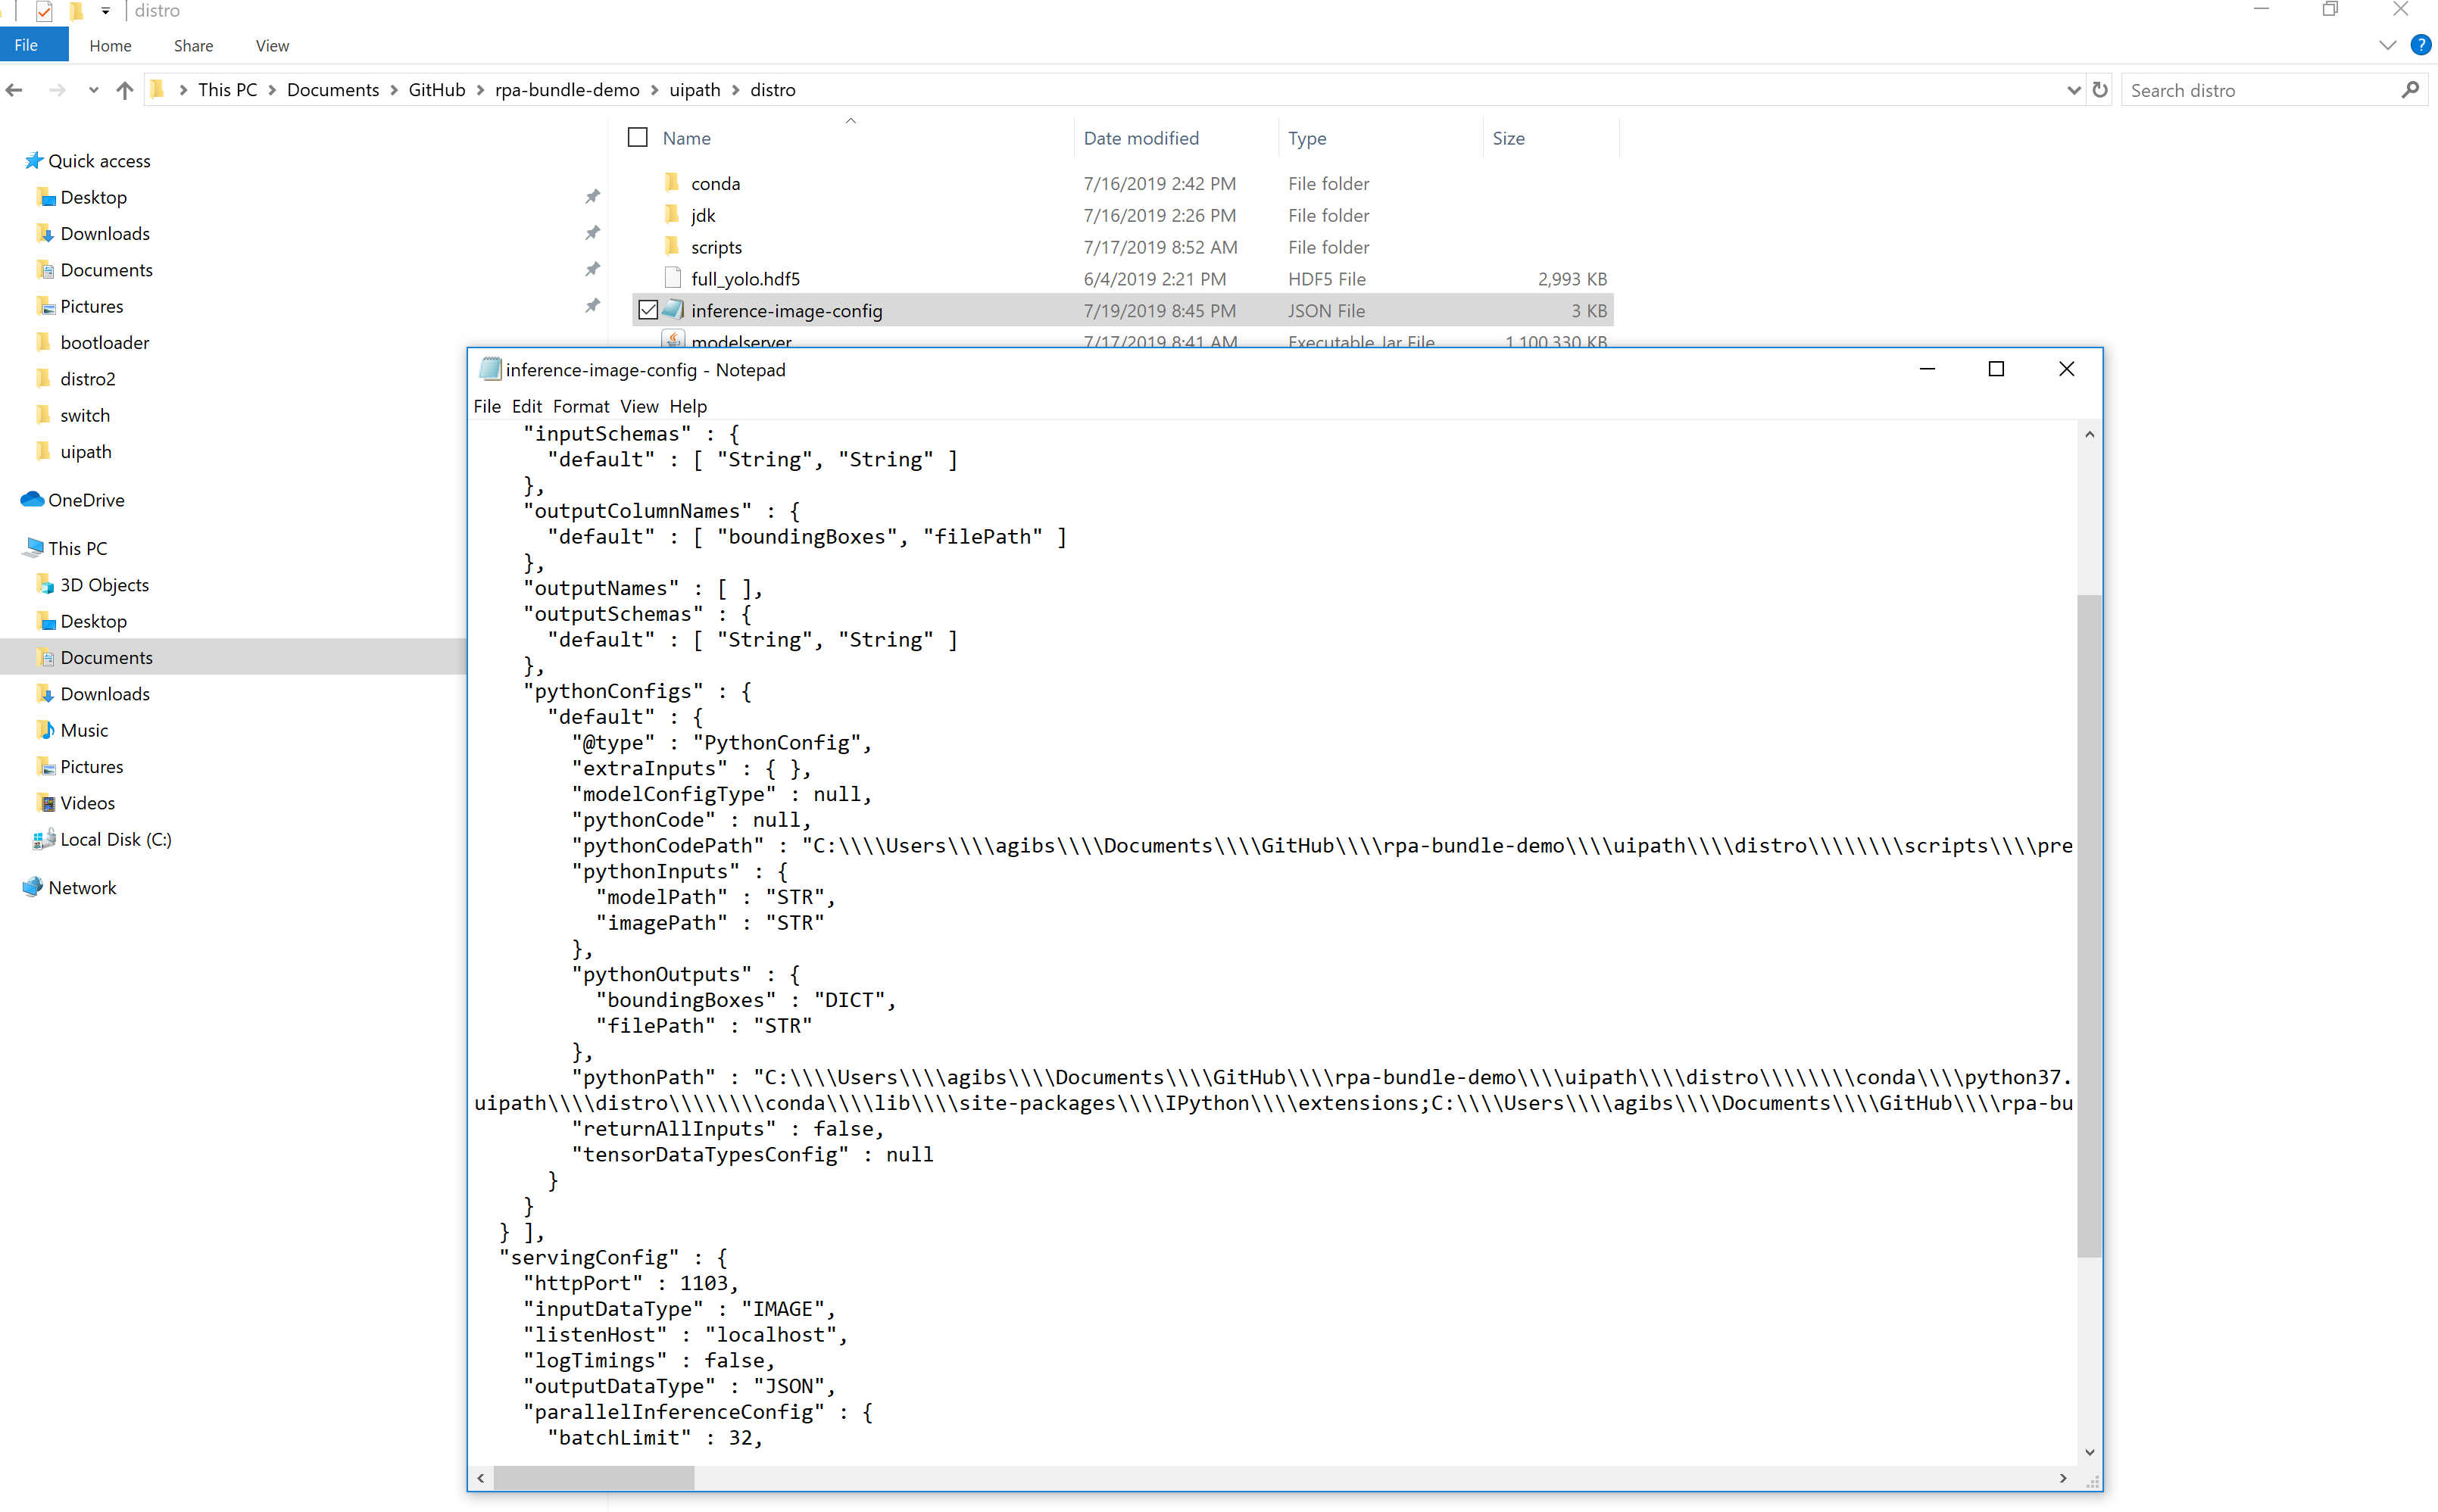 distro
File Home Share View
This PC > Documents > GitHub > rpa-bundle-demo > uipath > distro
Search distro
Name Date modified Type Size
Quick access
Desktop
Downloads
Documents
Pictures
bootloader
distro2
switch
uipath
OneDrive
This PC
3D Objects
Desktop
Documents
Downloads
Music
Pictures
Videos
Local Disk (C:)
Network
conda 7/16/2019 2:42 PM File folder
jdk 7/16/2019 2:26 PM File folder
scripts 7/17/2019 8:52 AM File folder
full_yolo.hdf5 6/4/2019 2:21 PM HDF5 File 2,993 KB
inference-image-config 7/19/2019 8:45 PM JSON File 3 KB
modelserver 7/17/2019 8:41 AM Executable Jar File 1,100,330 KB
inference-image-config - Notepad
File Edit Format View Help
"inputSchemas" : {
"default" : [ "String", "String" ]
},
"outputColumnNames" : {
"default" : [ "boundingBoxes", "filePath" ]
},
"outputNames" : [ ],
"outputSchemas" : {
"default" : [ "String", "String" ]
},
"pythonConfigs" : {
"default" : {
"@type" : "PythonConfig",
"extraInputs" : { },
"modelConfigType" : null,
"pythonCode" : null,
"pythonCodePath" : "C:\\\\Users\\\\agibs\\\\Documents\\\\GitHub\\\\rpa-bundle-demo\\\\uipath\\\\distro\\\\\\\\scripts\\\\pre
"pythonInputs" : {
"modelPath" : "STR",
"imagePath" : "STR"
},
"pythonOutputs" : {
"boundingBoxes" : "DICT",
"filePath" : "STR"
},
"pythonPath" : "C:\\\\Users\\\\agibs\\\\Documents\\\\GitHub\\\\rpa-bundle-demo\\\\uipath\\\\distro\\\\\\\\conda\\\\python37.
uipath\\\\distro\\\\\\\\conda\\\\lib\\\\site-packages\\\\IPython\\\\extensions;C:\\\\Users\\\\agibs\\\\Documents\\\\GitHub\\\\rpa-bu
"returnAllInputs" : false,
"tensorDataTypesConfig" : null
}
}
} ],
"servingConfig" : {
"httpPort" : 1103,
"inputDataType" : "IMAGE",
"listenHost" : "localhost",
"logTimings" : false,
"outputDataType" : "JSON",
"parallelInferenceConfig" : {
"batchLimit" : 32,